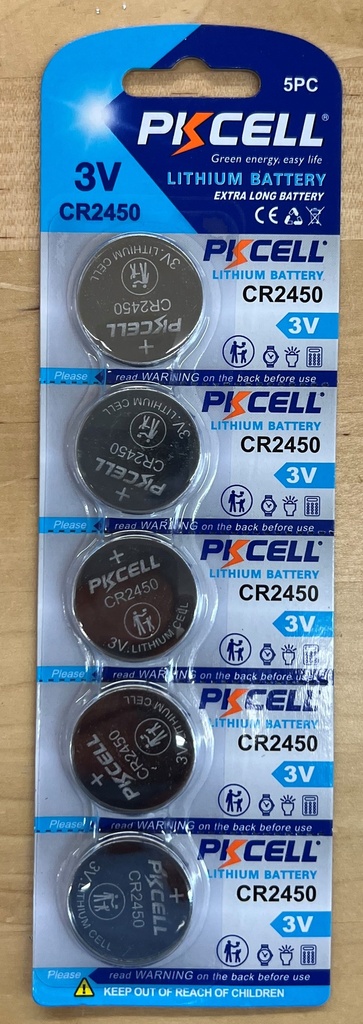 5PC
PKCELL®
Green energy, easy life
LITHIUM BATTERY
EXTRA LONG BATTERY
CE
3V
CR2450
PKCELL
LITHIUM BATTERY
CR2450
3V
3V. LITHIUM CELL
CR2450
PKCELL
+
Please read WARNING on the back before use
PKCELL
LITHIUM BATTERY
CR2450
3V
3V. LITHIUM CELL
CR2450
PKCELL
+
Please read WARNING on the back before use
PKCELL
LITHIUM BATTERY
CR2450
3V
+
PKCELL
CR2450
3V. LITHIUM CELL
Please read WARNING on the back before use
PKCELL
LITHIUM BATTERY
CR2450
3V
3V. LITHIUM CELL
CR2450
PKCELL
+
Please read WARNING on the back before use
PKCELL
LITHIUM BATTERY
CR2450
3V
+
PKCELL
CR2450
3V. LITHIUM CELL
Please read WARNING on the back before use
KEEP OUT OF REACH OF CHILDREN